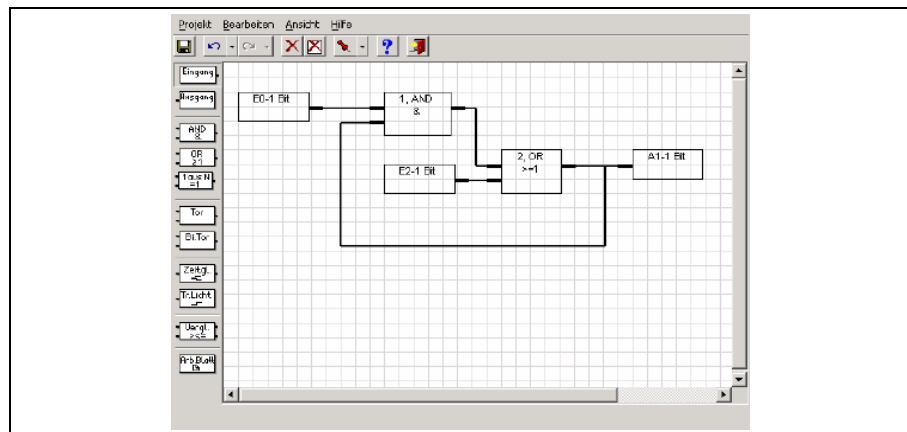 Projekt Bearbeiten Ansicht Hilfe
Eingang
Ausgang
AND
&
OR
≥1
1 aus N
=1
Tor
Bi.Tor
Zeitgl.
Tr.Licht
Vergl.
><=
Arb.Blatt
E0-1 Bit
1, AND
&
E2-1 Bit
2, OR
>=1
A1-1 Bit